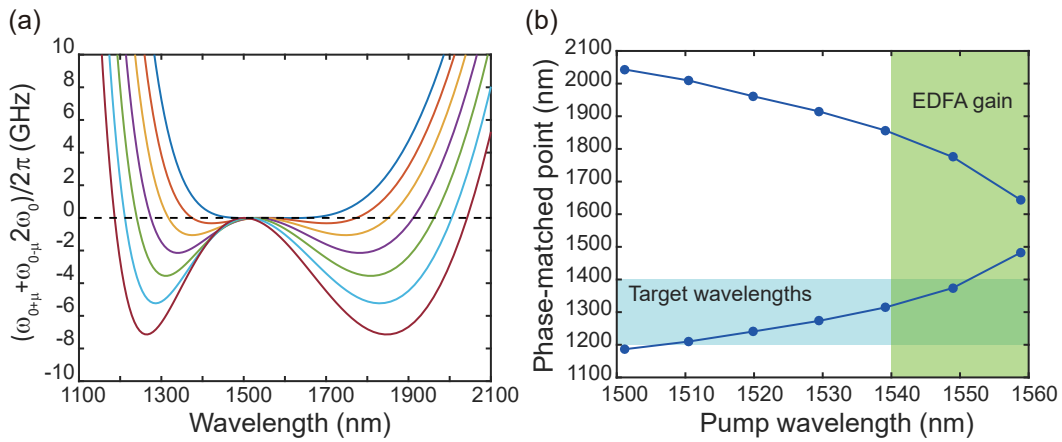 (a)
(ω0+μ+ω0-μ 2ω0)/2π (GHz)
10
8
6
4
2
0
-2
-4
-6
-8
-10
1100 1300 1500 1700 1900 2100
Wavelength (nm)
(b)
Phase-matched point (nm)
2100
2000
1900
1800
1700
1600
1500
1400
1300
1200
1100
EDFA gain
Target wavelengths
1500 1510 1520 1530 1540 1550 1560
Pump wavelength (nm)